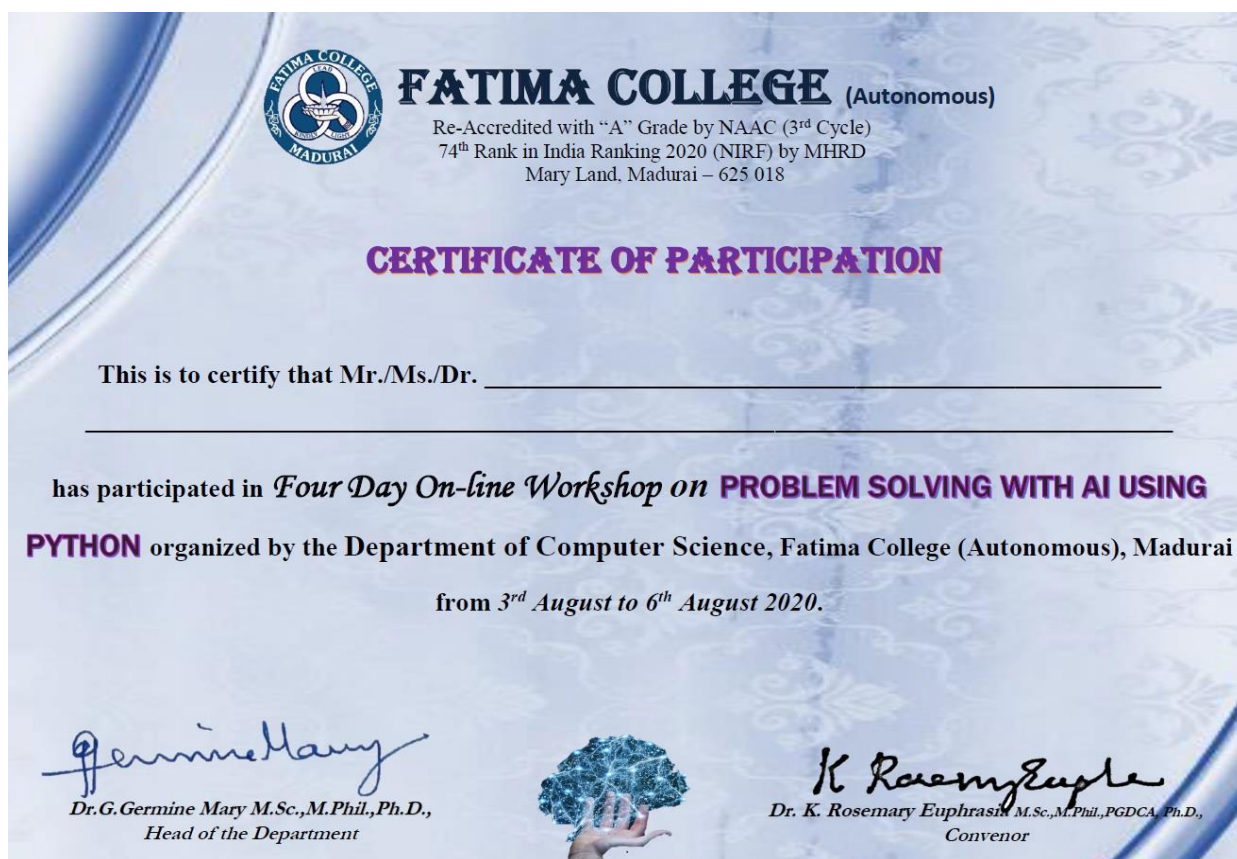 FATIMA COLLEGE
LEAD
KINDLY LIGHT
MADURAI
FATIMA COLLEGE (Autonomous)
Re-Accredited with “A” Grade by NAAC (3rd Cycle)
74th Rank in India Ranking 2020 (NIRF) by MHRD
Mary Land, Madurai – 625 018
CERTIFICATE OF PARTICIPATION
This is to certify that Mr./Ms./Dr.
has participated in Four Day On-line Workshop on PROBLEM SOLVING WITH AI USING
PYTHON organized by the Department of Computer Science, Fatima College (Autonomous), Madurai
from 3rd August to 6th August 2020.
Germine Mary
K Rosemary Euphra
Dr.G.Germine Mary M.Sc.,M.Phil.,Ph.D.,
Head of the Department
Dr. K. Rosemary Euphrasia M.Sc.,M.Phil.,PGDCA, Ph.D.,
Convenor